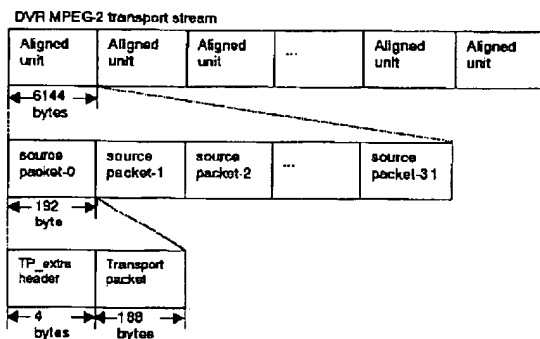 DVR MPEG-2 transport stream
Aligned unit Aligned unit Aligned unit ... Aligned unit Aligned unit
6144 bytes
source packet-0 source packet-1 source packet-2 ... source packet-31
192 byte
TP_extra header Transport packet
4 bytes 188 bytes